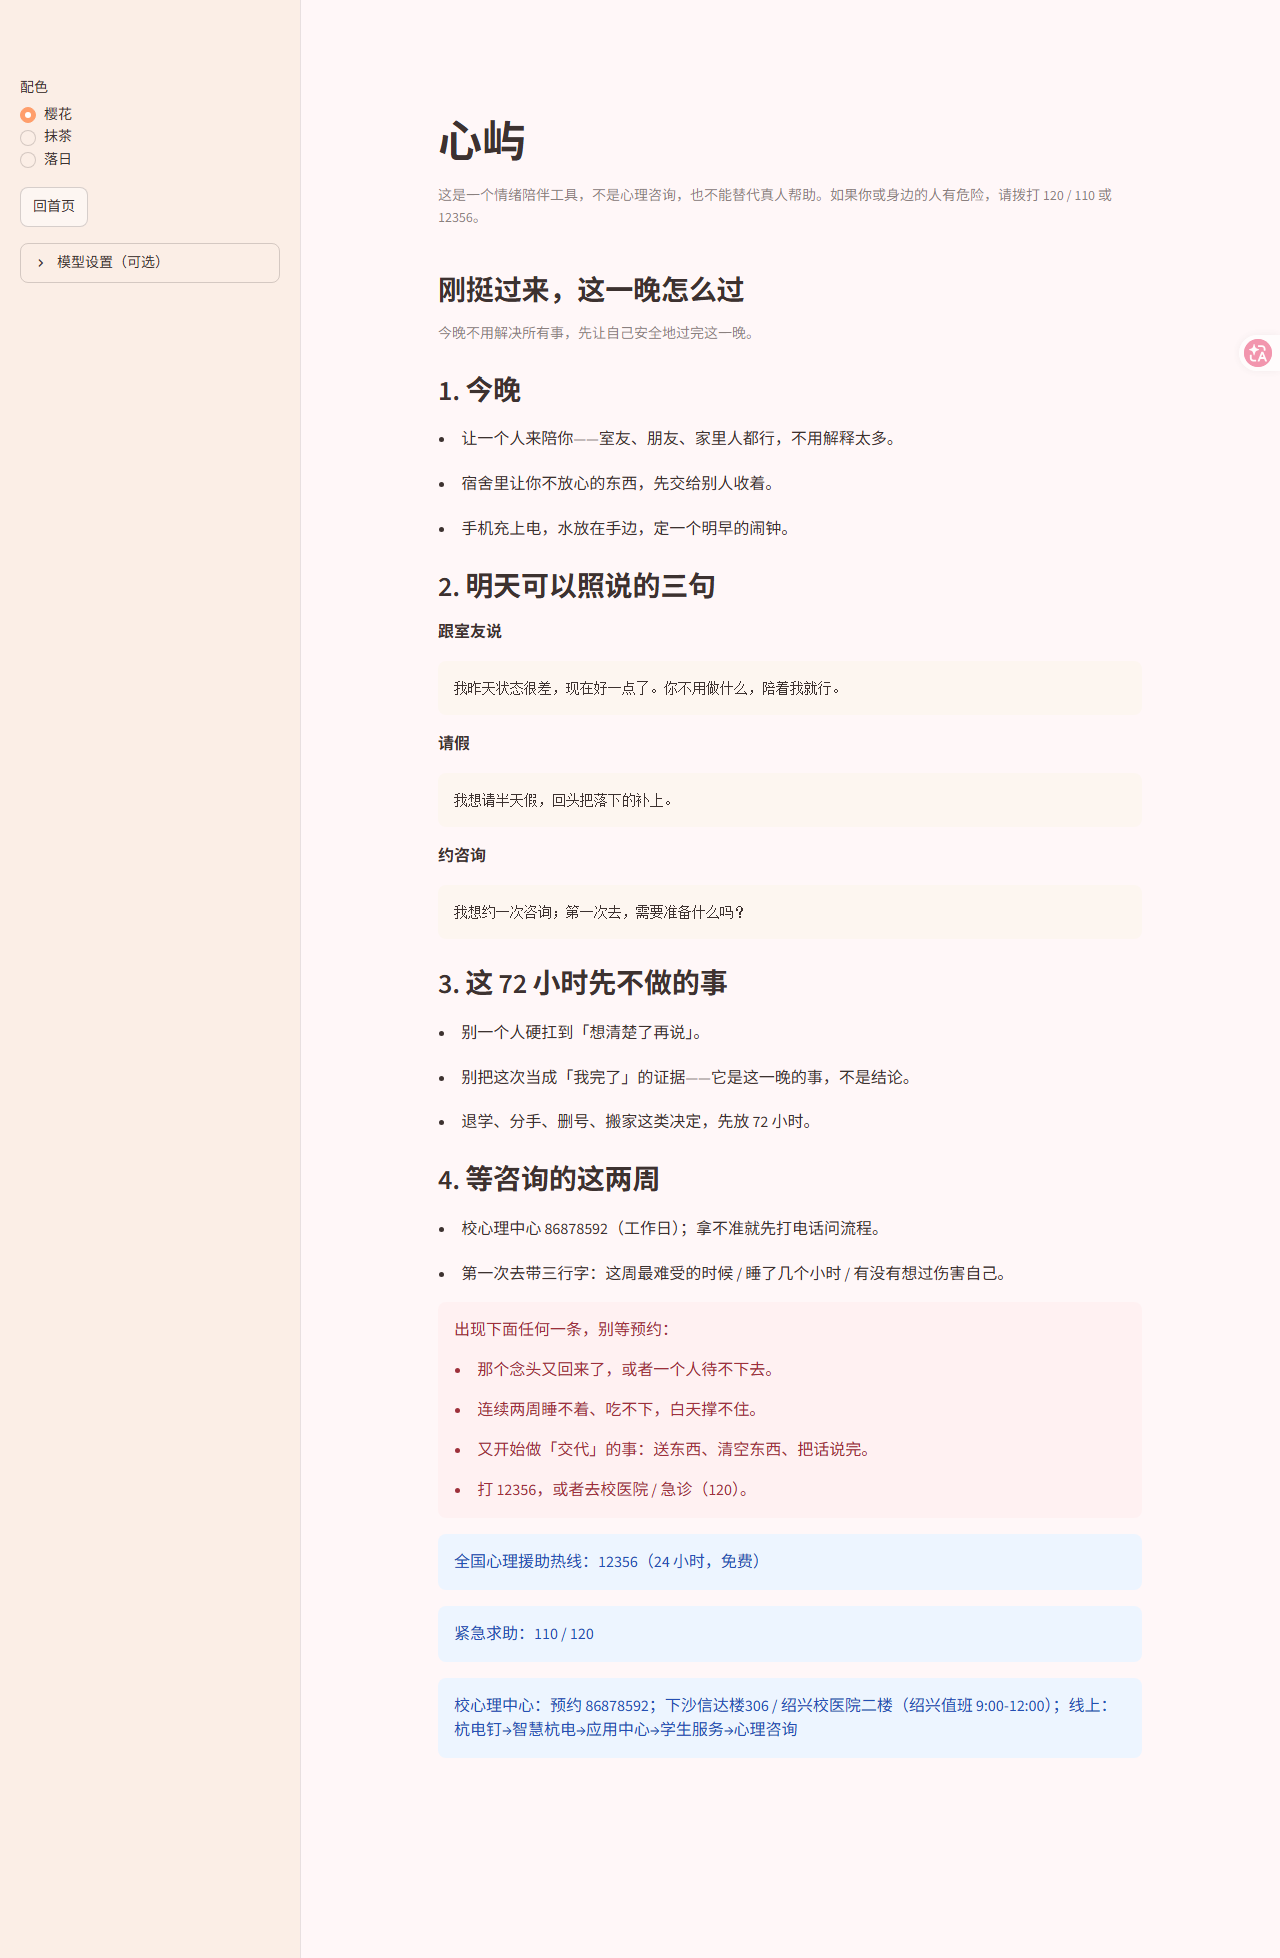 配色
樱花
抹茶
落日
回首页
模型设置（可选）
心屿
这是一个情绪陪伴工具，不是心理咨询，也不能替代真人帮助。如果你或身边的人有危险，请拨打 120 / 110 或
12356。
刚挺过来，这一晚怎么过
今晚不用解决所有事，先让自己安全地过完这一晚。
1. 今晚
让一个人来陪你——室友、朋友、家里人都行，不用解释太多。
宿舍里让你不放心的东西，先交给别人收着。
手机充上电，水放在手边，定一个明早的闹钟。
2. 明天可以照说的三句
跟室友说
我昨天状态很差，现在好一点了。你不用做什么，陪着我就行。
请假
我想请半天假，回头把落下的补上。
约咨询
我想约一次咨询；第一次去，需要准备什么吗？
3. 这 72 小时先不做的事
别一个人硬扛到「想清楚了再说」。
别把这次当成「我完了」的证据——它是这一晚的事，不是结论。
退学、分手、删号、搬家这类决定，先放 72 小时。
4. 等咨询的这两周
校心理中心 86878592（工作日）；拿不准就先打电话问流程。
第一次去带三行字：这周最难受的时候 / 睡了几个小时 / 有没有想过伤害自己。
出现下面任何一条，别等预约：
那个念头又回来了，或者一个人待不下去。
连续两周睡不着、吃不下，白天撑不住。
又开始做「交代」的事：送东西、清空东西、把话说完。
打 12356，或者去校医院 / 急诊（120）。
全国心理援助热线：12356（24 小时，免费）
紧急求助：110 / 120
校心理中心：预约 86878592；下沙信达楼306 / 绍兴校医院二楼（绍兴值班 9:00-12:00）；线上：
杭电钉→智慧杭电→应用中心→学生服务→心理咨询